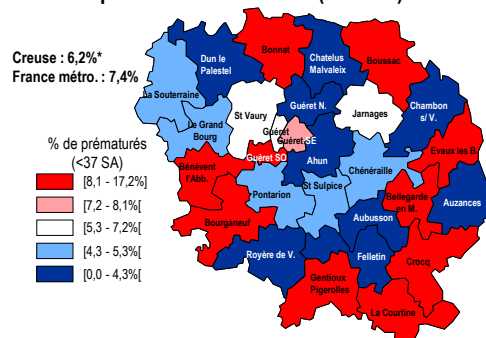 Creuse : 6,2%*
France métro. : 7,4%
% de prématurés
(<37 SA)
[8,1 - 17,2%]
[7,2 - 8,1%[
[5,3 - 7,2%[
[4,3 - 5,3%[
[0,0 - 4,3%[
Dun le
Palestel
Bonnat
Chatelus
Malvaleix
Boussac
La Souterraine
Le Grand
Bourg
St Vaury
Guéret N.
Jarnages
Chambon
s/ V.
Guéret
Guéret SE
Guéret SO
Ahun
Evaux les B.
Bénévent
l'Abb.
Chénéraille
Pontarion
St Sulpice
Bellegarde
en M.
Auzances
Bourganeuf
Aubusson
Royère de V.
Felletin
Crocq
Gentioux
Pigerolles
La Courtine